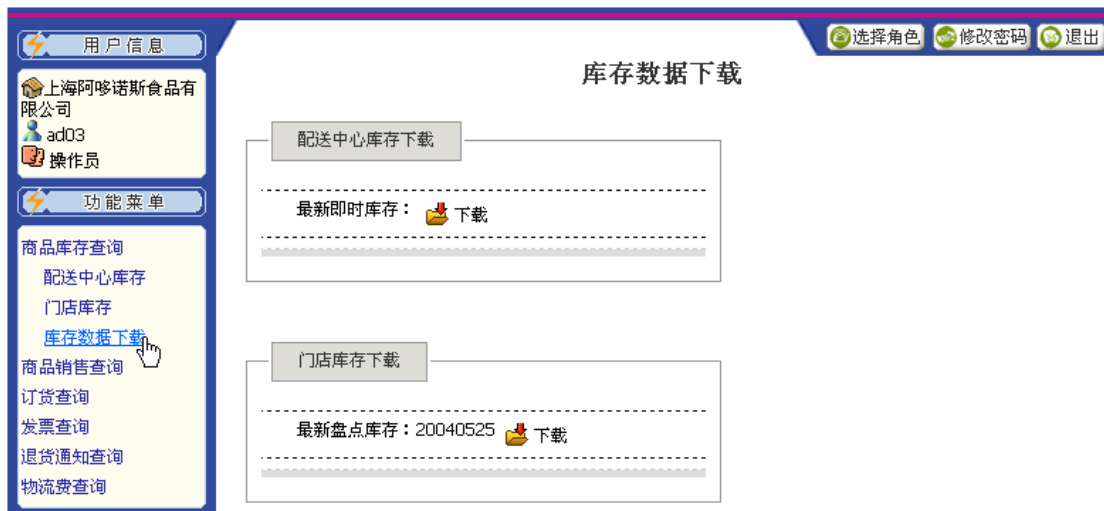 选择角色 修改密码 退出
用户信息
上海阿哆诺斯食品有
限公司
ad03
操作员
功能菜单
商品库存查询
配送中心库存
门店库存
库存数据下载
商品销售查询
订货查询
发票查询
退货通知查询
物流费查询
库存数据下载
配送中心库存下载
最新即时库存： 下载
门店库存下载
最新盘点库存：20040525 下载